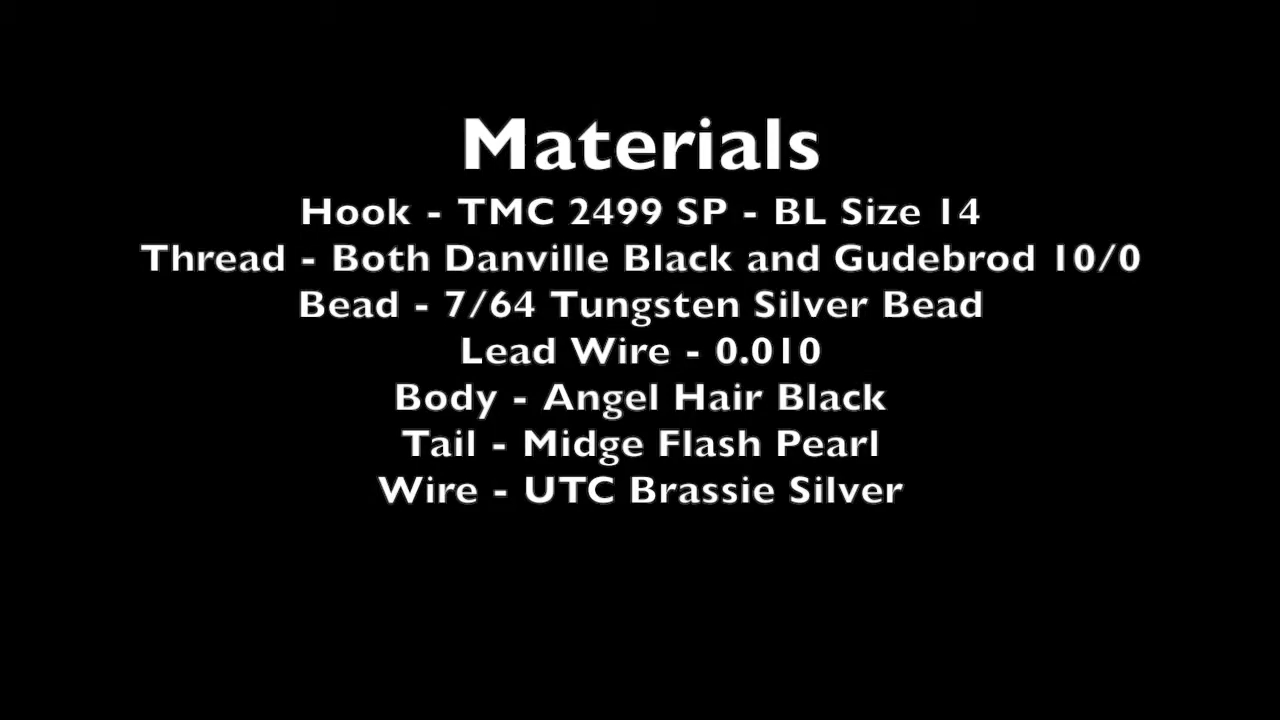 Materials
Hook - TMC 2499 SP - BL Size 14
Thread - Both Danville Black and Gudebrod 10/0
Bead - 7/64 Tungsten Silver Bead
Lead Wire - 0.010
Body - Angel Hair Black
Tail - Midge Flash Pearl
Wire - UTC Brassie Silver